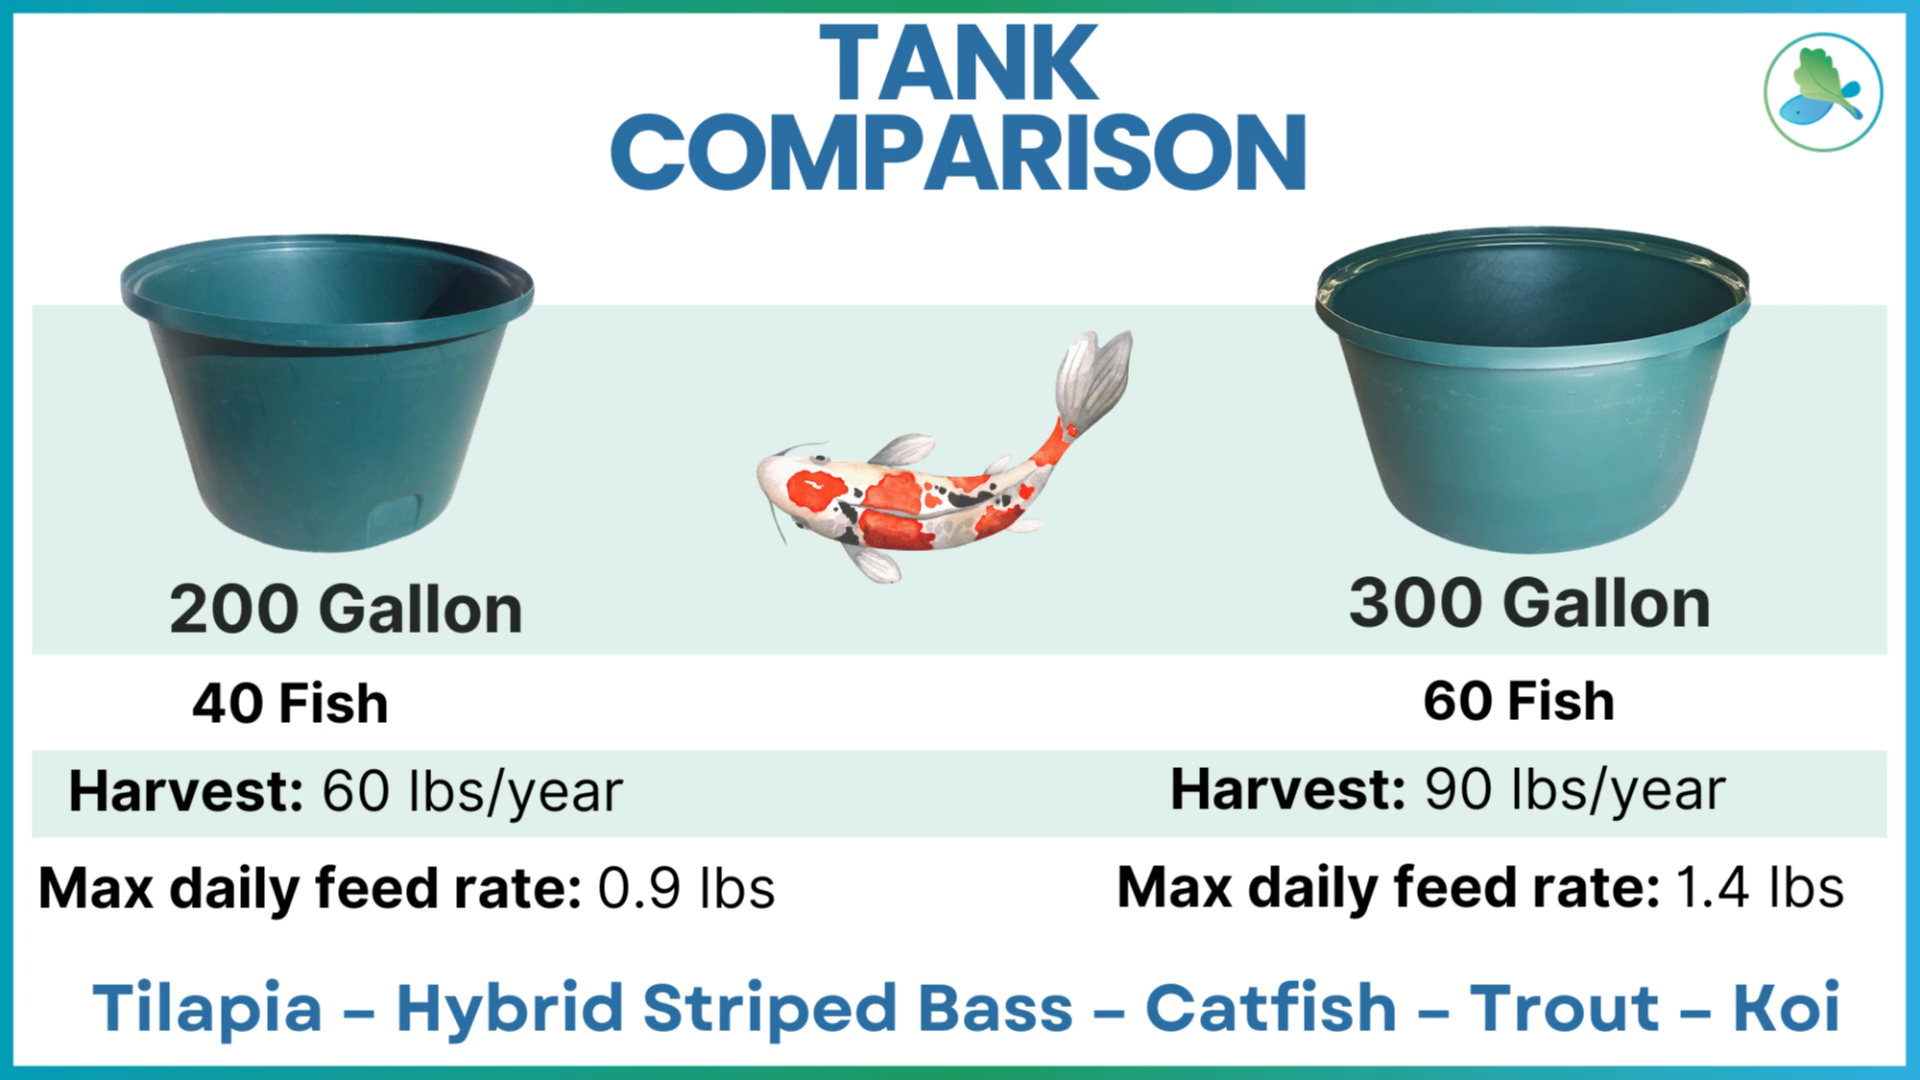 TANK
COMPARISON
200 Gallon
300 Gallon
40 Fish
60 Fish
Harvest: 60 lbs/year
Harvest: 90 lbs/year
Max daily feed rate: 0.9 lbs
Max daily feed rate: 1.4 lbs
Tilapia – Hybrid Striped Bass – Catfish – Trout – Koi